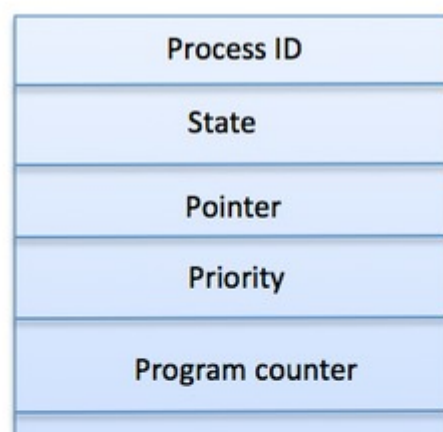 Process ID
State
Pointer
Priority
Program counter